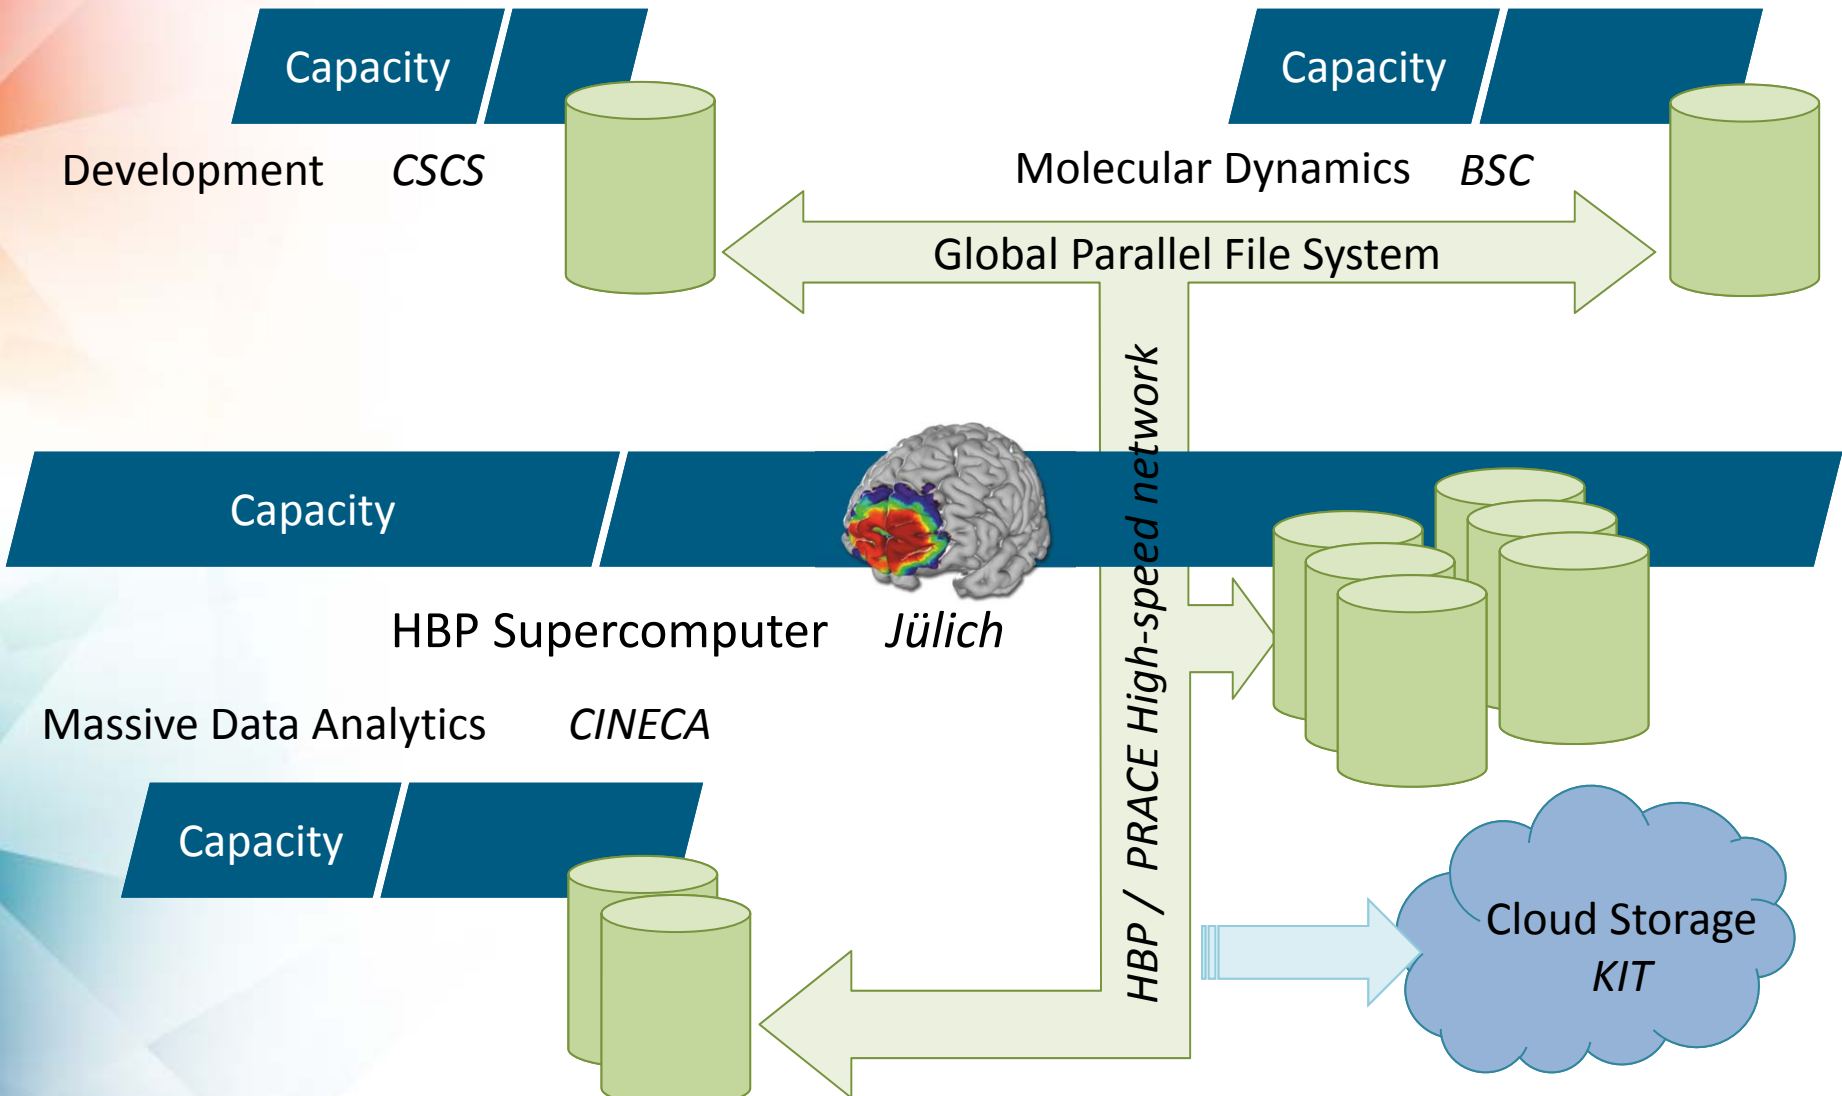 Capacity
Capacity
Development CSCS
Molecular Dynamics BSC
Global Parallel File System
HBP / PRACE High-speed network
Capacity
HBP Supercomputer Jülich
Massive Data Analytics CINECA
Capacity
Cloud Storage
KIT